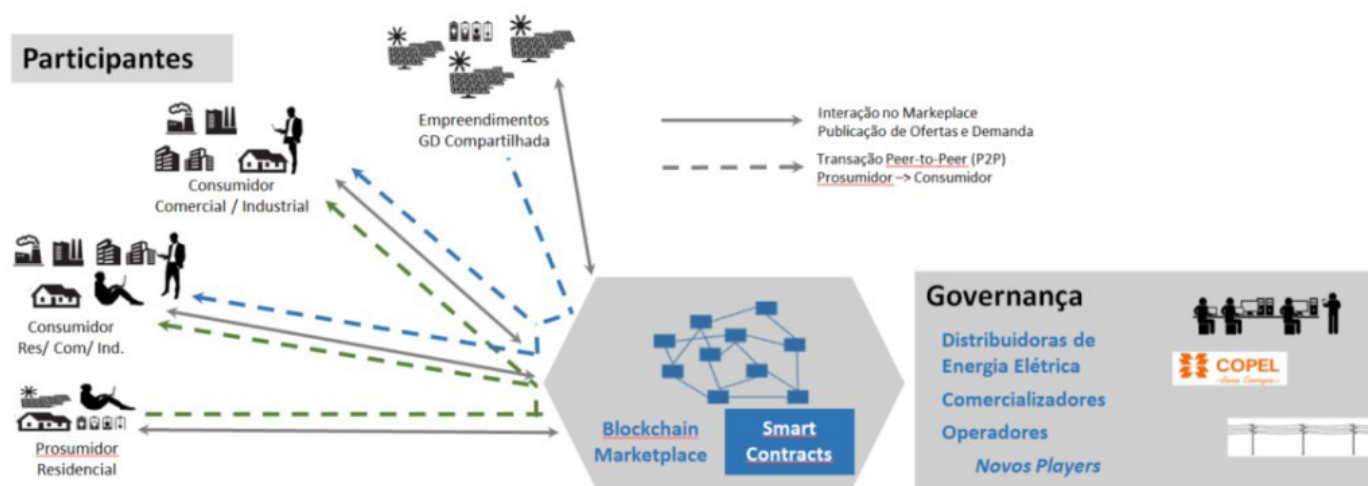 Participantes
Empreendimentos
GD Compartilhada
Interação no Markeplace
Publicação de Ofertas e Demanda
Transação Peer-to-Peer (P2P)
Prosumidor –> Consumidor
Consumidor
Comercial / Industrial
Consumidor
Res/ Com/ Ind.
Prosumidor
Residencial
Blockchain
Marketplace
Smart
Contracts
Governança
Distribuidoras de
Energia Elétrica
COPEL
Comercializadores
Operadores
Novos Players